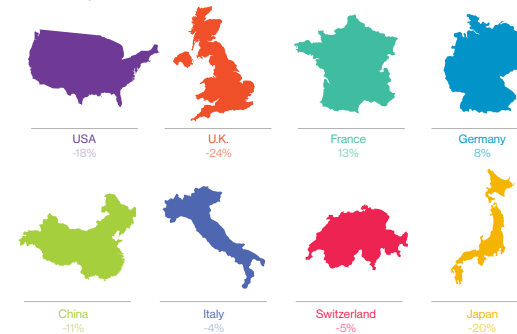 USA
-18%
U.K.
-24%
France
13%
Germany
8%
China
-11%
Italy
-4%
Switzerland
-5%
Japan
-20%